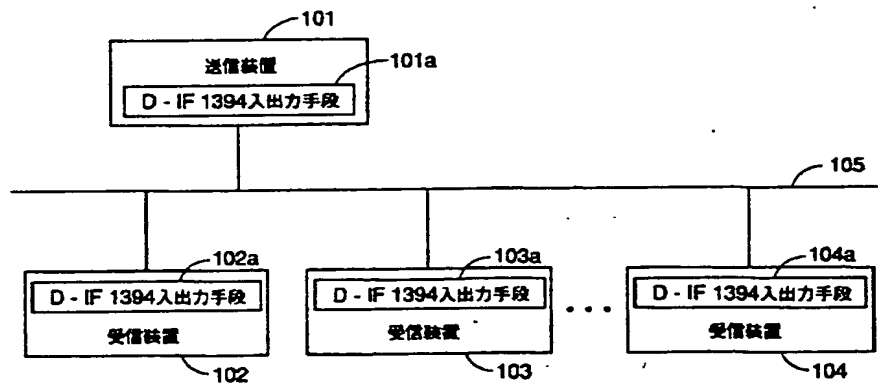 101
送信装置
101a
D - IF 1394入出力手段
105
102a
D - IF 1394入出力手段
受信装置
102
103a
D - IF 1394入出力手段
受信装置
103
...
104a
D - IF 1394入出力手段
受信装置
104